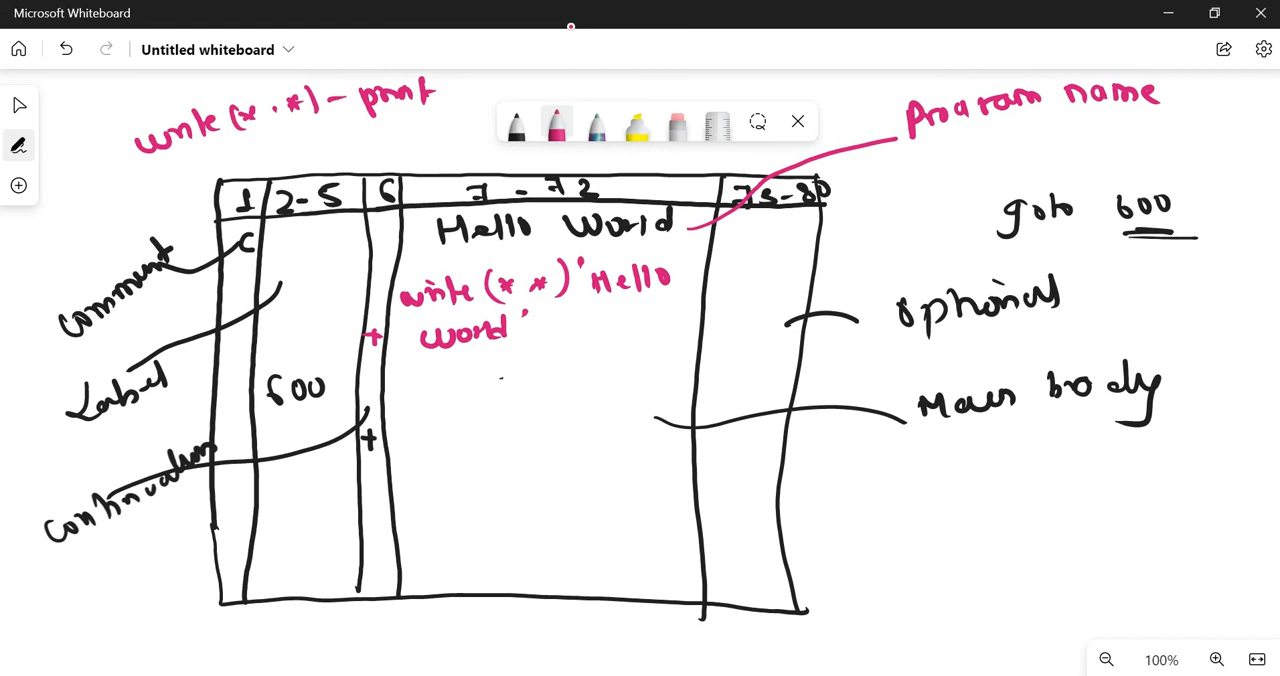 Microsoft Whiteboard
Untitled whiteboard
write (*,*) - print
Program name
1 2-5 6 7-72 73-80
Hello World
goto 600
C
comment
write (*,*) 'Hello
+ world'
optional
Label
600
Main body
+
continuation
100%